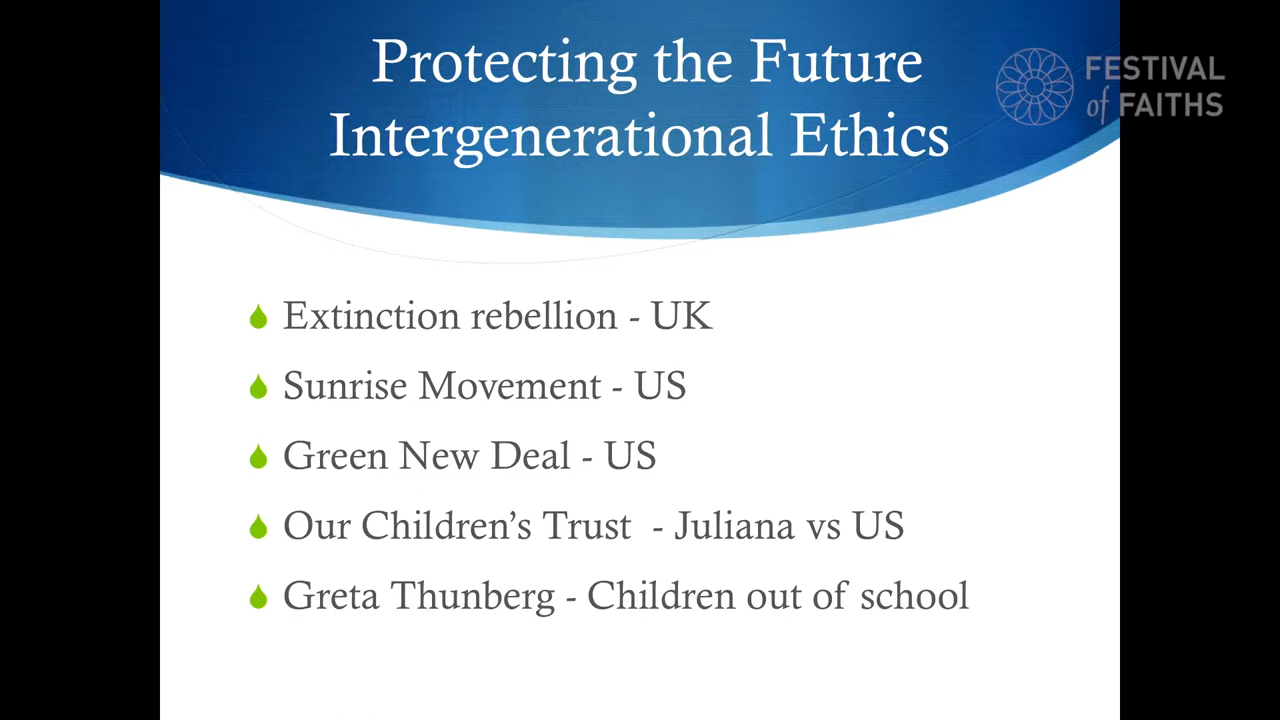 Protecting the Future
Intergenerational Ethics
FESTIVAL
of FAITHS
Extinction rebellion - UK
Sunrise Movement - US
Green New Deal - US
Our Children’s Trust  - Juliana vs US
Greta Thunberg - Children out of school